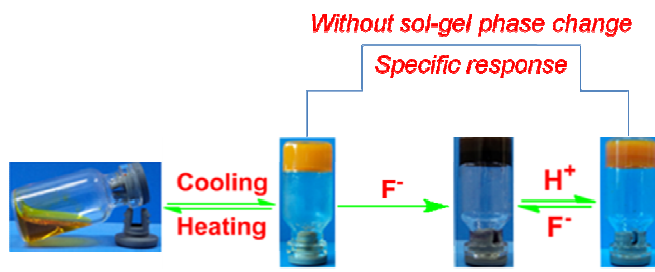 Without sol-gel phase change
Specific response
Cooling
Heating
F-
H+
F-